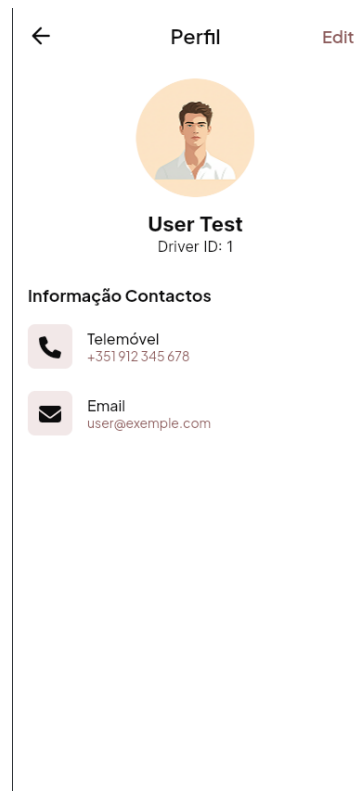 Perfil
Edit
User Test
Driver ID: 1
Informação Contactos
Telemóvel
+351 912 345 678
Email
user@exemple.com